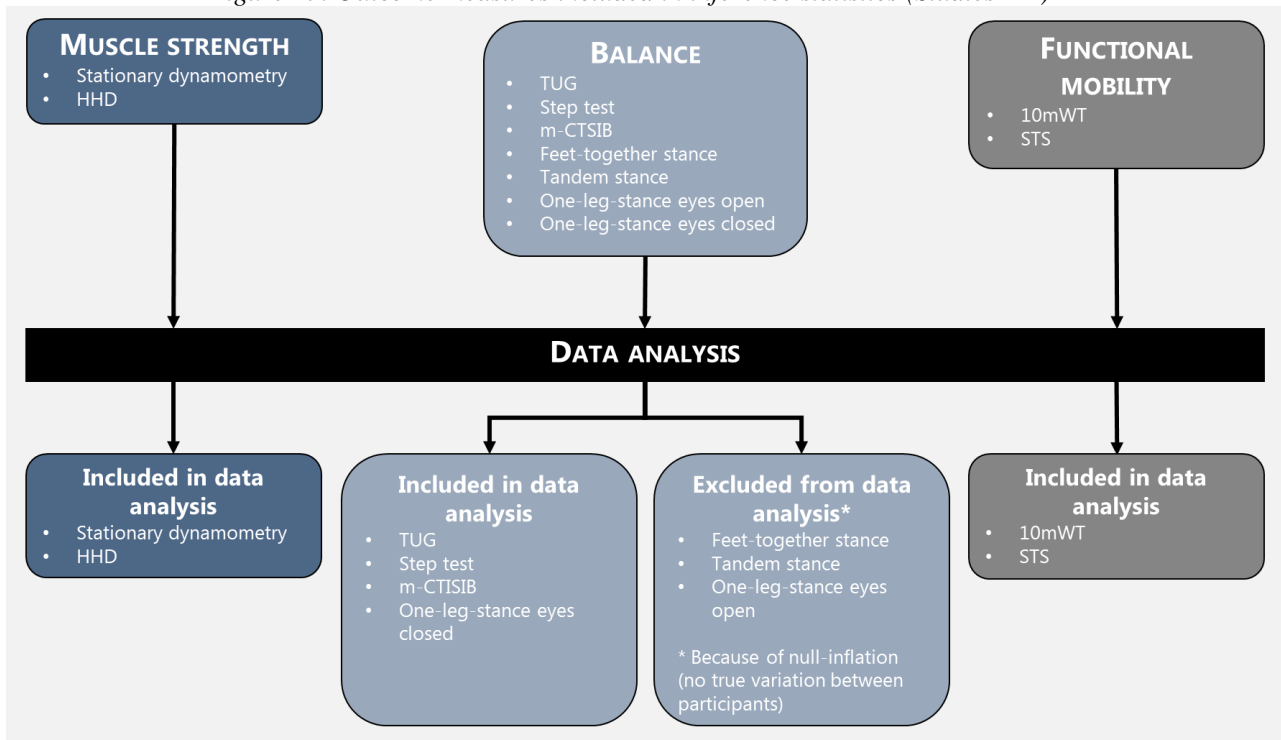 MUSCLE STRENGTH
• Stationary dynamometry
• HHD
BALANCE
• TUG
• Step test
• m-CTSIB
• Feet-together stance
• Tandem stance
• One-leg-stance eyes open
• One-leg-stance eyes closed
FUNCTIONAL
MOBILITY
• 10mWT
• STS
DATA ANALYSIS
Included in data
analysis
• Stationary dynamometry
• HHD
Included in data
analysis
• TUG
• Step test
• m-CTISIB
• One-leg-stance eyes
closed
Excluded from data
analysis*
• Feet-together stance
• Tandem stance
• One-leg-stance eyes
open
* Because of null-inflation
(no true variation between
participants)
Included in data
analysis
• 10mWT
• STS